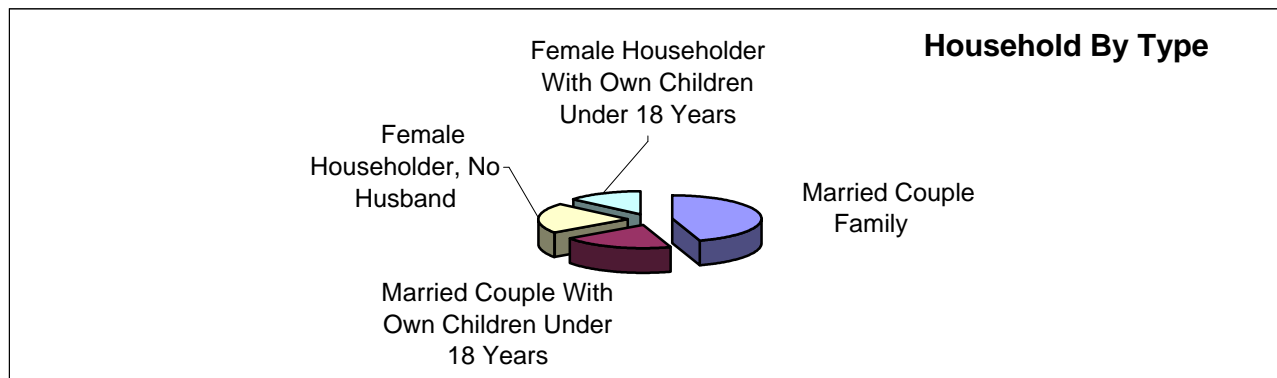 Household By Type
Female Householder
With Own Children
Under 18 Years
Female
Householder, No
Husband
Married Couple
Family
Married Couple With
Own Children Under
18 Years